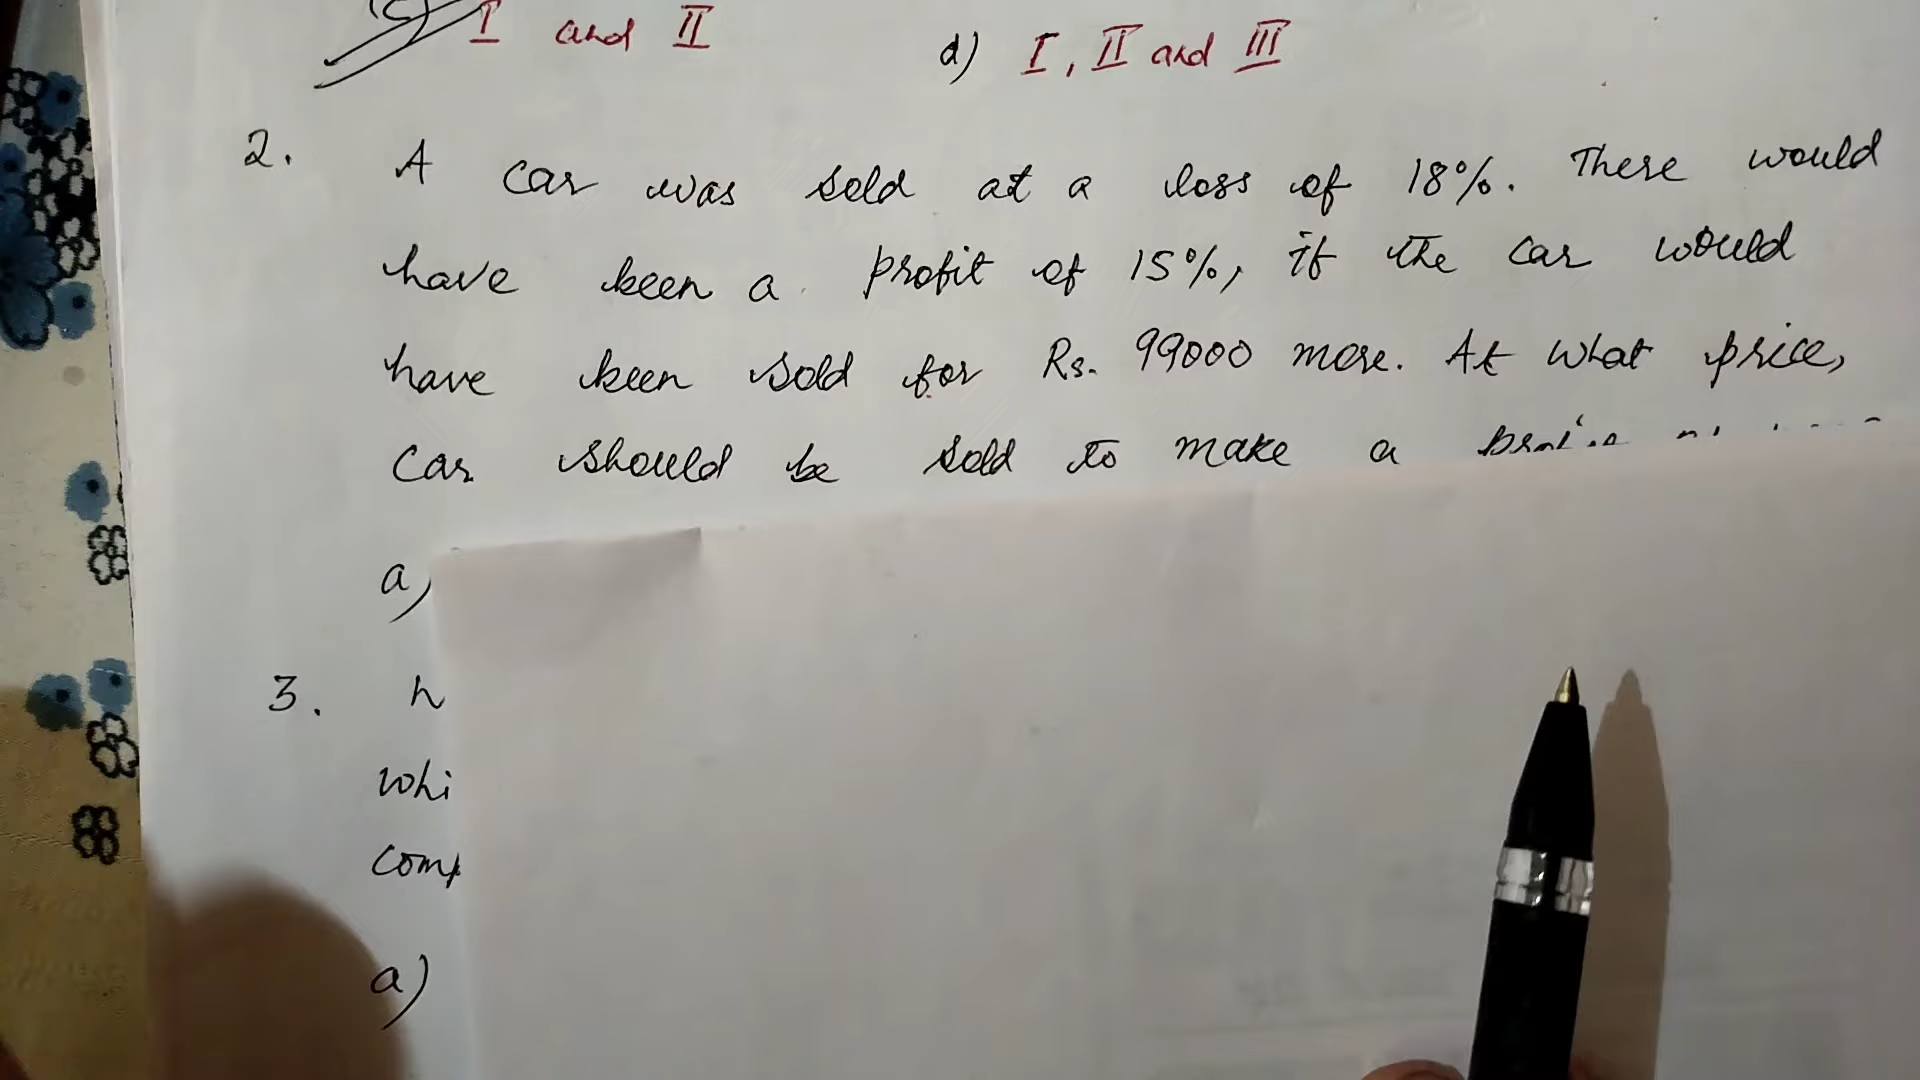 (c) I and II
d) I, II and III
2. A car was sold at a loss of 18%. There would
have been a profit of 15%, if the car would
have been sold for Rs. 99000 more. At what price,
car should be sold to make a
a)
3.
whi
comp
a)